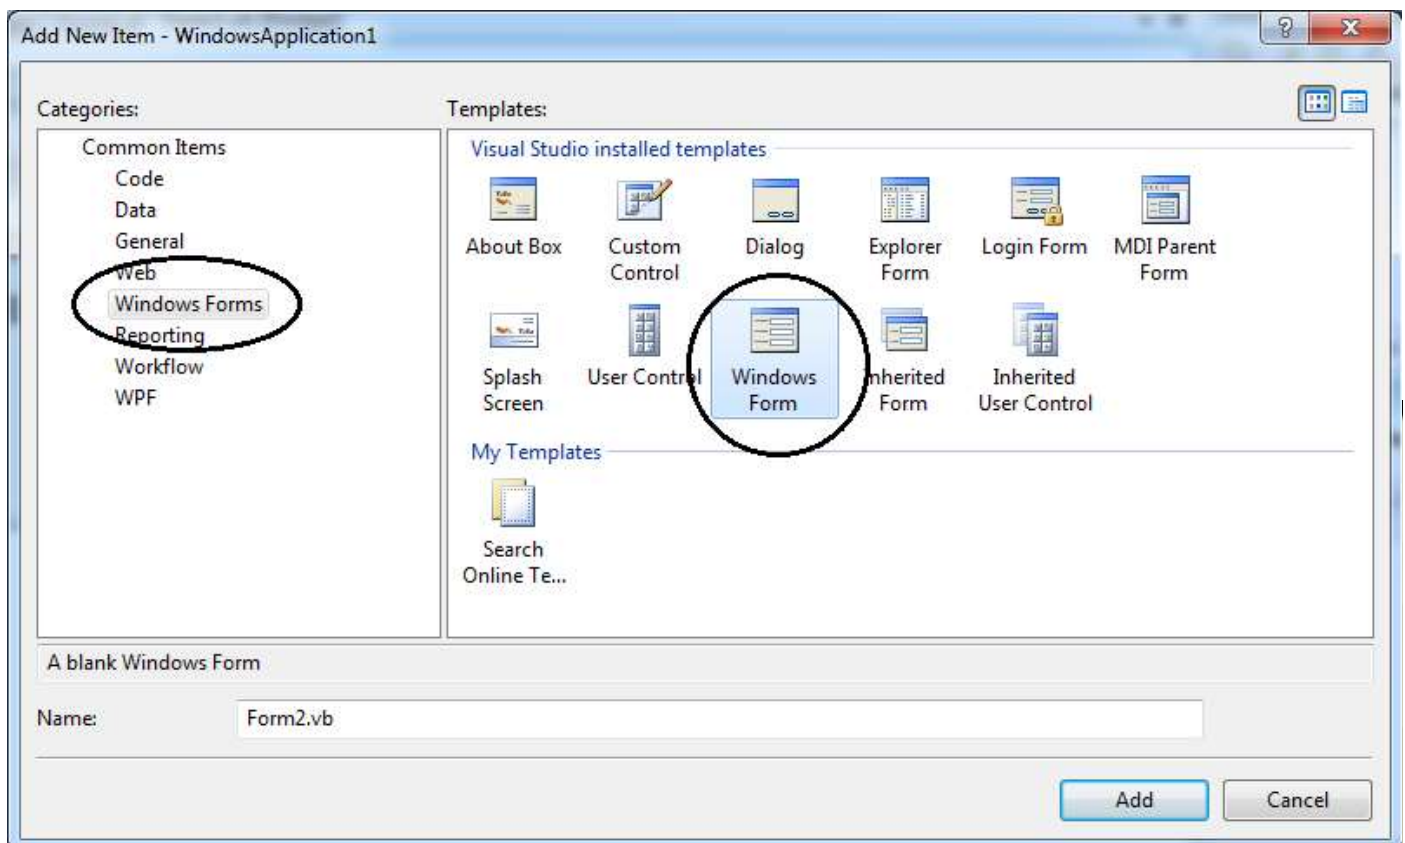 Add New Item - WindowsApplication1
Categories:
Templates:
Common Items
Code
Data
General
Web
Windows Forms
Reporting
Workflow
WPF
Visual Studio installed templates
About Box
Custom
Control
Dialog
Explorer
Form
Login Form
MDI Parent
Form
Splash
Screen
User Control
Windows
Form
Inherited
Form
Inherited
User Control
My Templates
Search
Online Te...
A blank Windows Form
Name:
Form2.vb
Add
Cancel